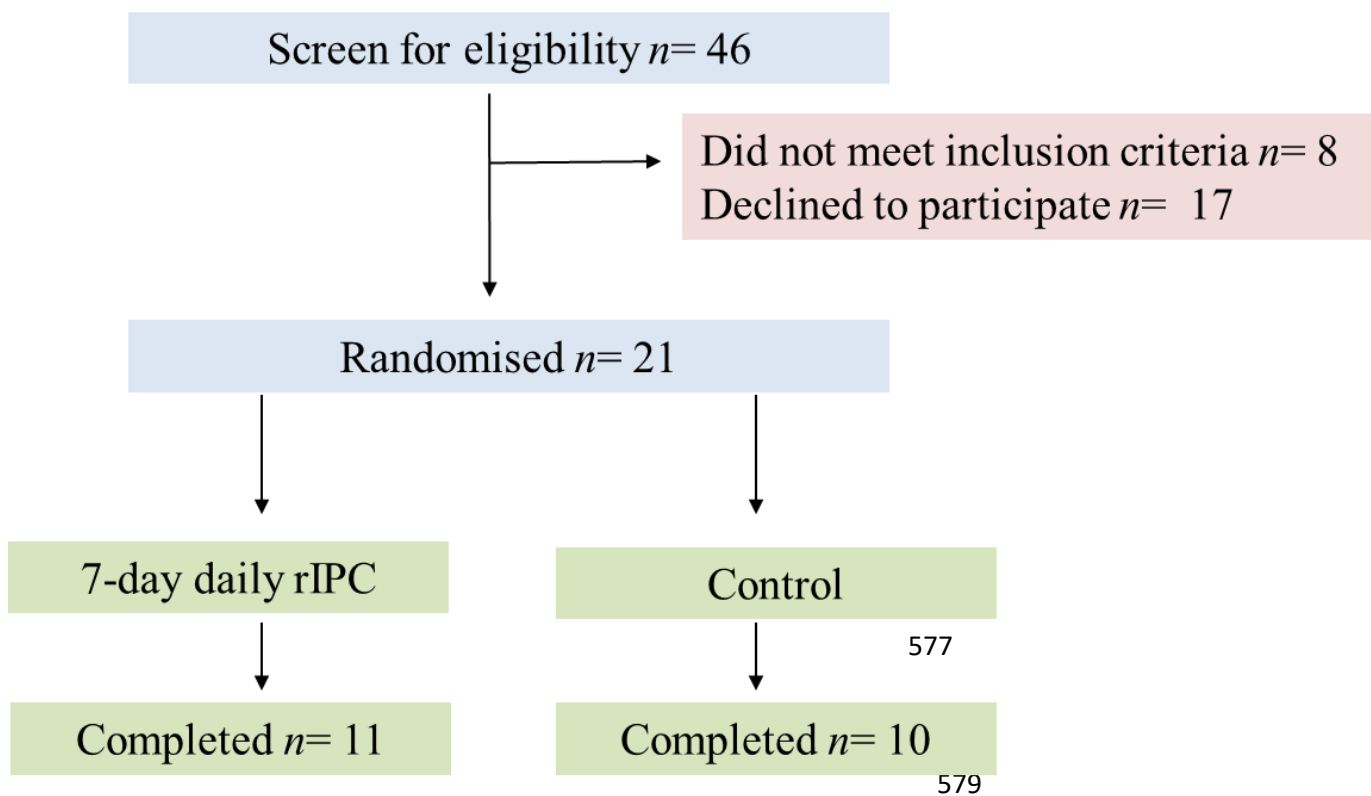 Screen for eligibility n= 46
Did not meet inclusion criteria n= 8
Declined to participate n= 17
Randomised n= 21
7-day daily rIPC
Control
577
Completed n= 11
Completed n= 10
579